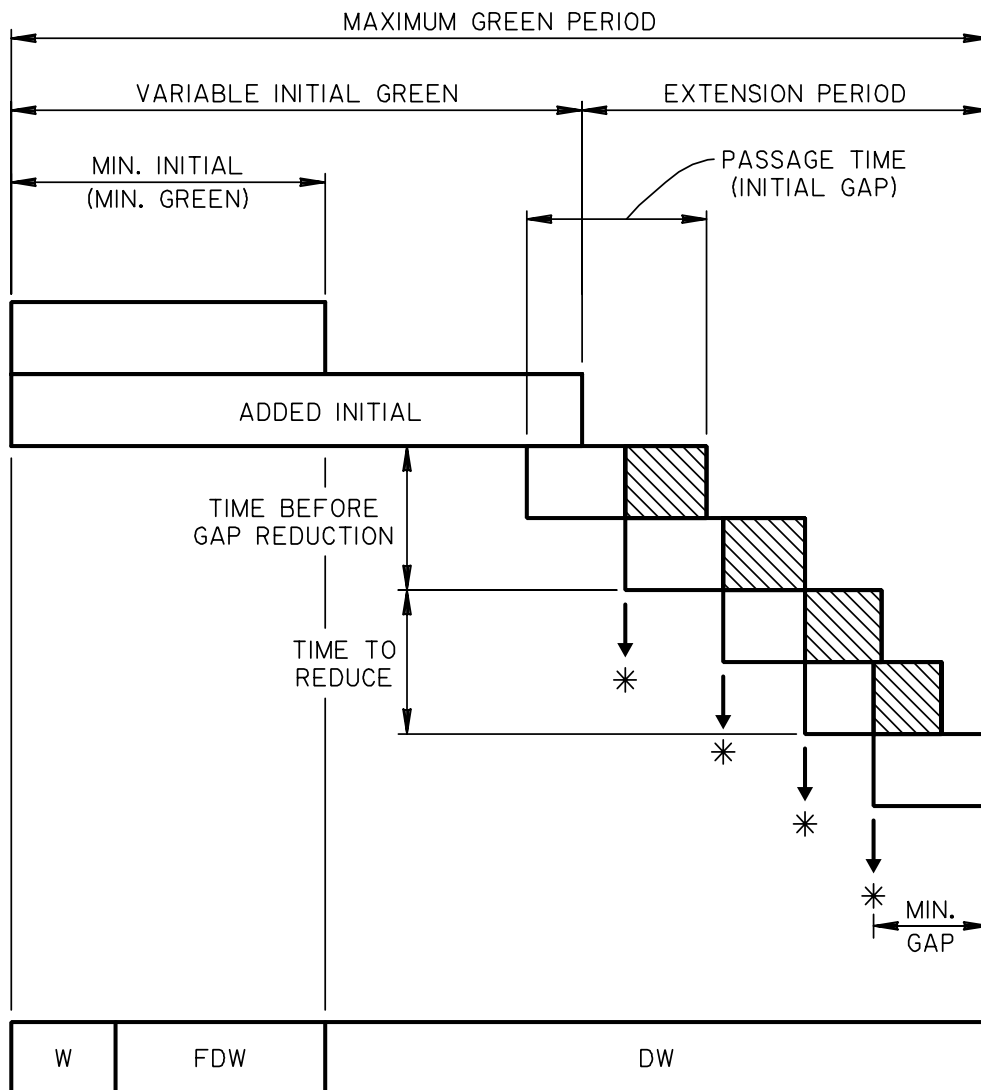 MAXIMUM GREEN PERIOD
VARIABLE INITIAL GREEN
EXTENSION PERIOD
MIN. INITIAL
(MIN. GREEN)
PASSAGE TIME
(INITIAL GAP)
ADDED INITIAL
TIME BEFORE
GAP REDUCTION
TIME TO
REDUCE
MIN.
GAP
W
FDW
DW